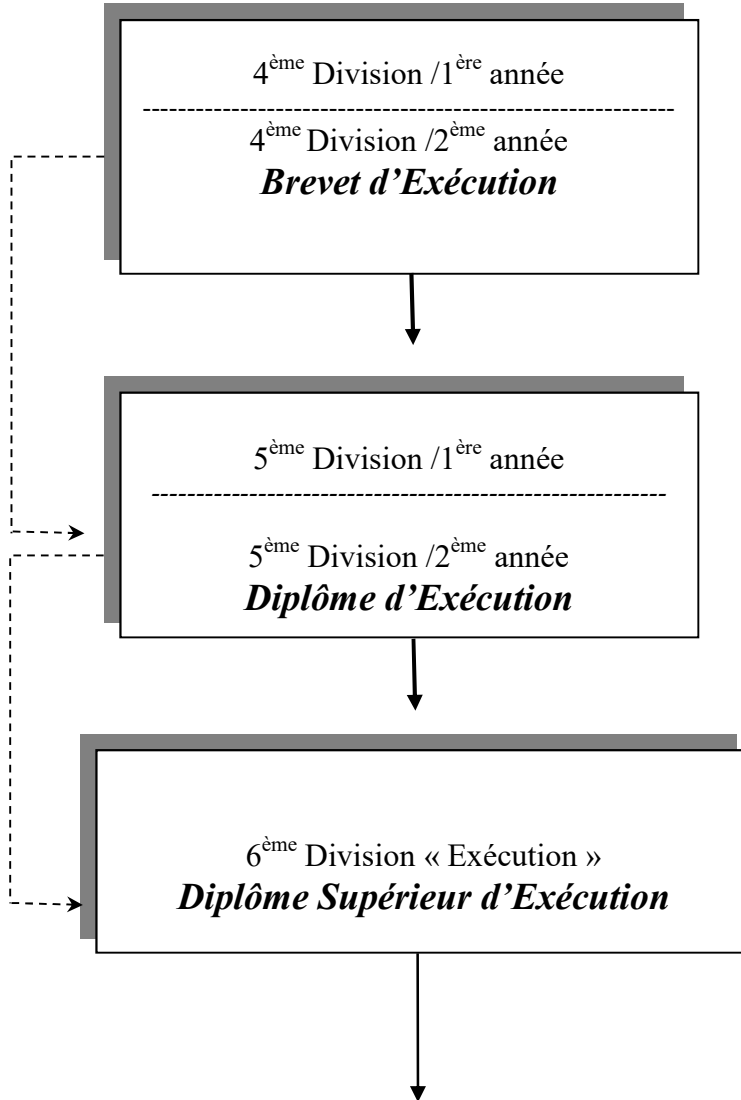 4ème Division /1ère année
4ème Division /2ème année
Brevet d’Exécution
5ème Division /1ère année
5ème Division /2ème année
Diplôme d’Exécution
6ème Division « Exécution »
Diplôme Supérieur d’Exécution